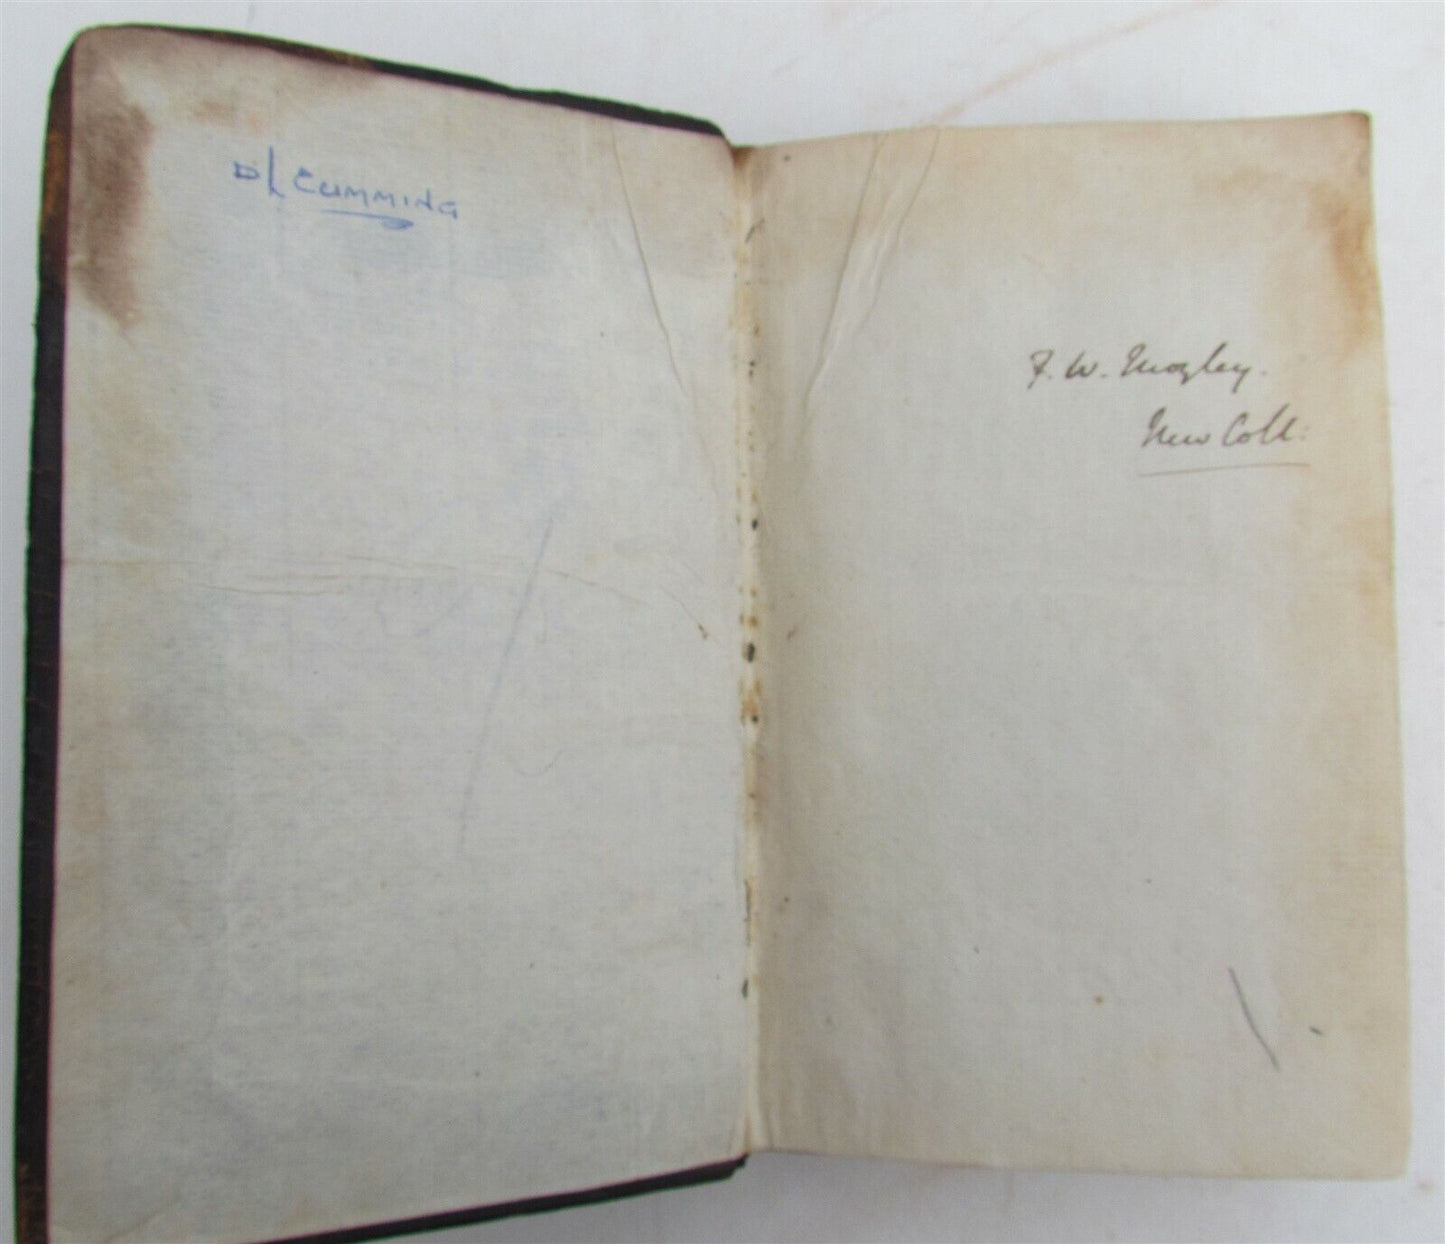 DL CUMMING
F. W. Mozley.
New Coll: